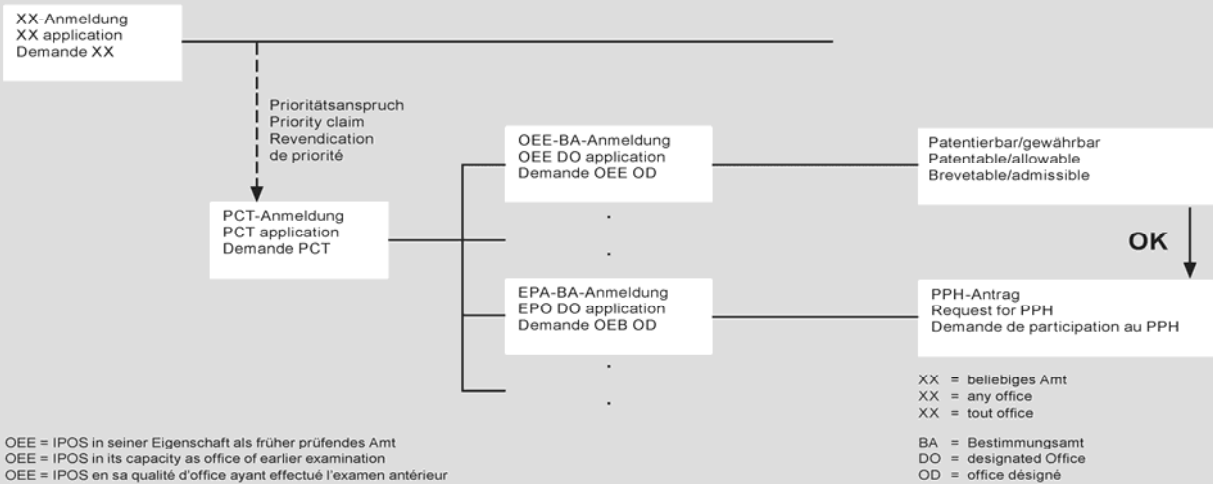 XX-Anmeldung
XX application
Demande XX
Prioritätsanspruch
Priority claim
Revendication
de priorité
PCT-Anmeldung
PCT application
Demande PCT
OEE-BA-Anmeldung
OEE DO application
Demande OEE OD
Patentierbar/gewährbar
Patentable/allowable
Brevetable/admissible
OK
EPA-BA-Anmeldung
EPO DO application
Demande OEB OD
PPH-Antrag
Request for PPH
Demande de participation au PPH
XX = beliebiges Amt
XX = any office
XX = tout office
OEE = IPOS in seiner Eigenschaft als früher prüfendes Amt
OEE = IPOS in its capacity as office of earlier examination
OEE = IPOS en sa qualité d'office ayant effectué l'examen antérieur
BA = Bestimmungsamt
DO = designated Office
OD = office désigné